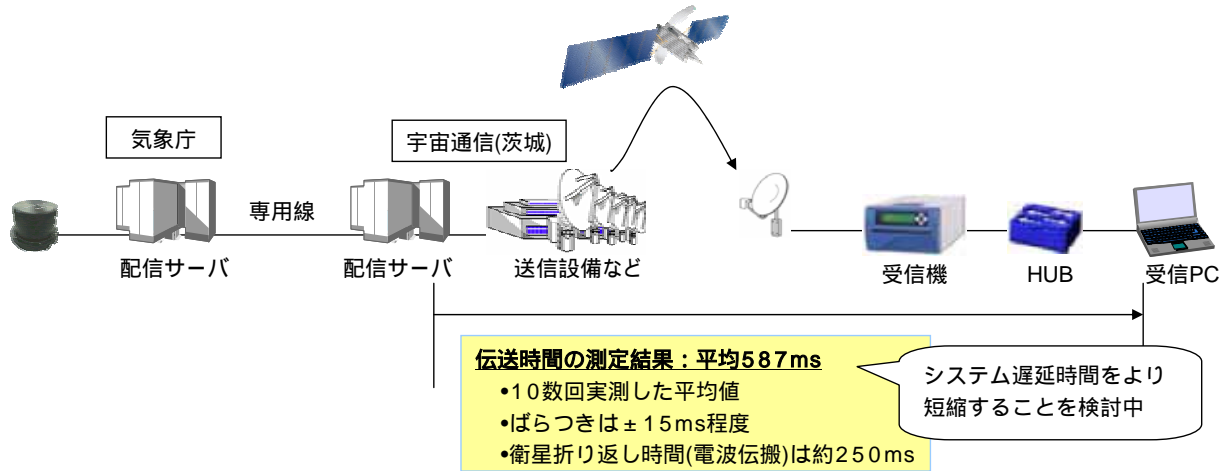 気象庁
宇宙通信(茨城)
専用線
配信サーバ
配信サーバ
送信設備など
受信機
HUB
受信PC
伝送時間の測定結果：平均587ms
•10数回実測した平均値
•ばらつきは±15ms程度
•衛星折り返し時間(電波伝搬)は約250ms
システム遅延時間をより
短縮することを検討中